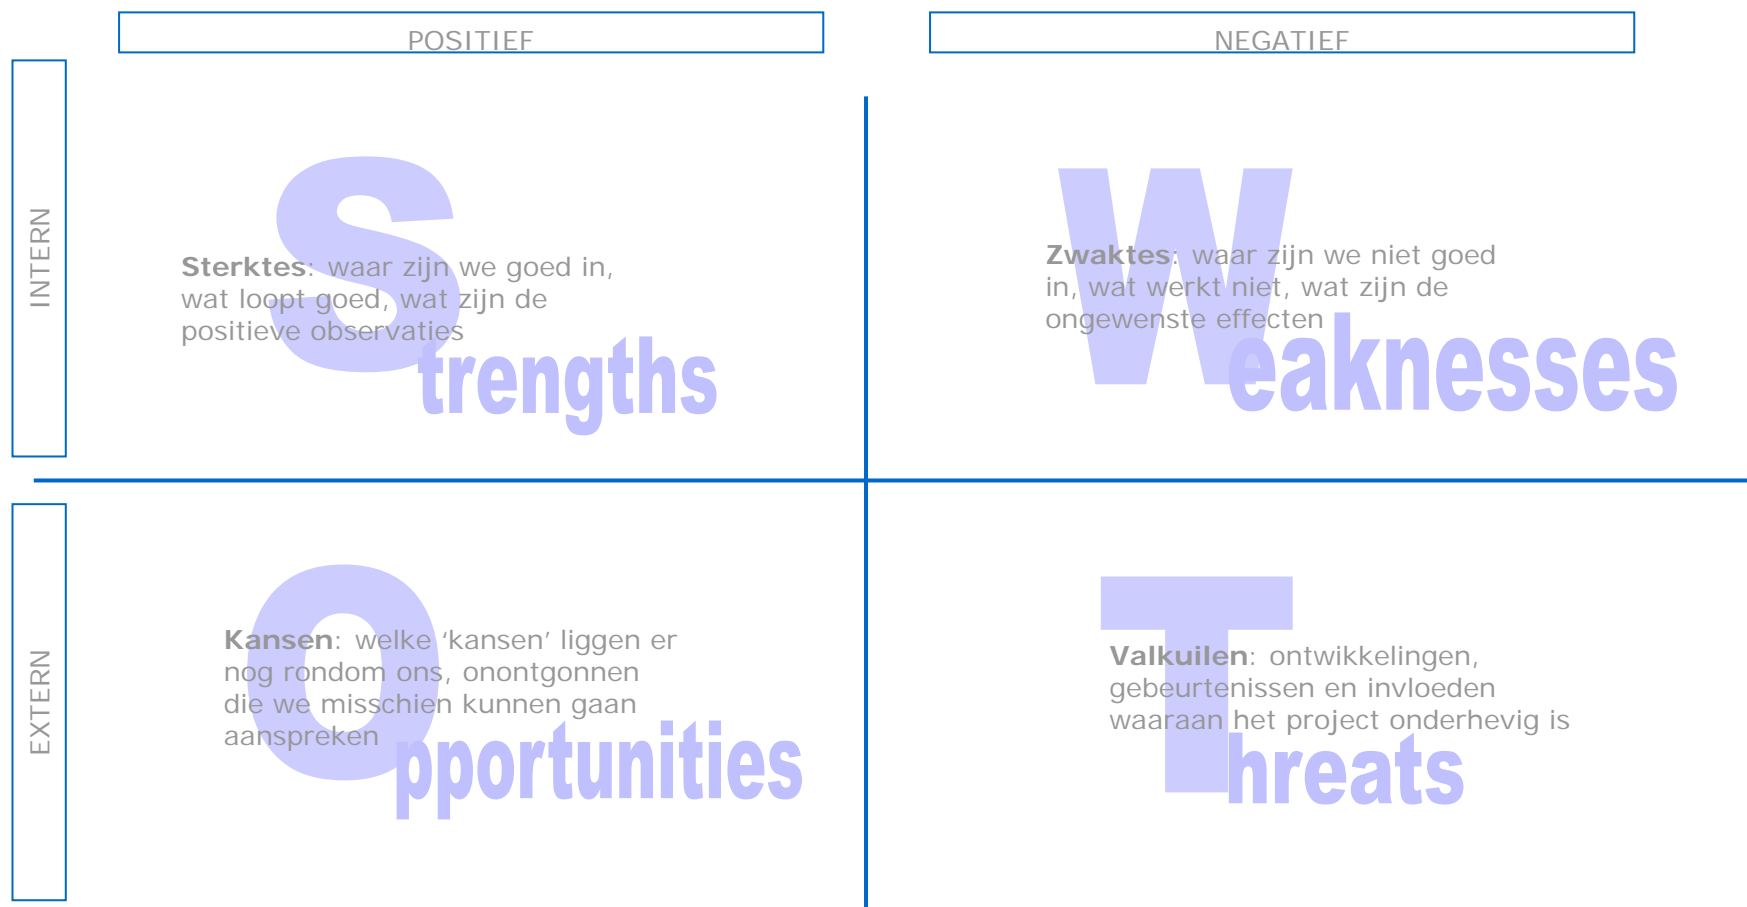 POSITIEF
NEGATIEF
INTERN
Sterktes: waar zijn we goed in,
wat loopt goed, wat zijn de
positieve observaties
Strengths
Zwaktes: waar zijn we niet goed
in, wat werkt niet, wat zijn de
ongewenste effecten
Weaknesses
EXTERN
Kansen: welke ‘kansen’ liggen er
nog rondom ons, onontgonnen
die we misschien kunnen gaan
aanspreken
Opportunities
Valkuilen: ontwikkelingen,
gebeurtenissen en invloeden
waaraan het project onderhevig is
Threats